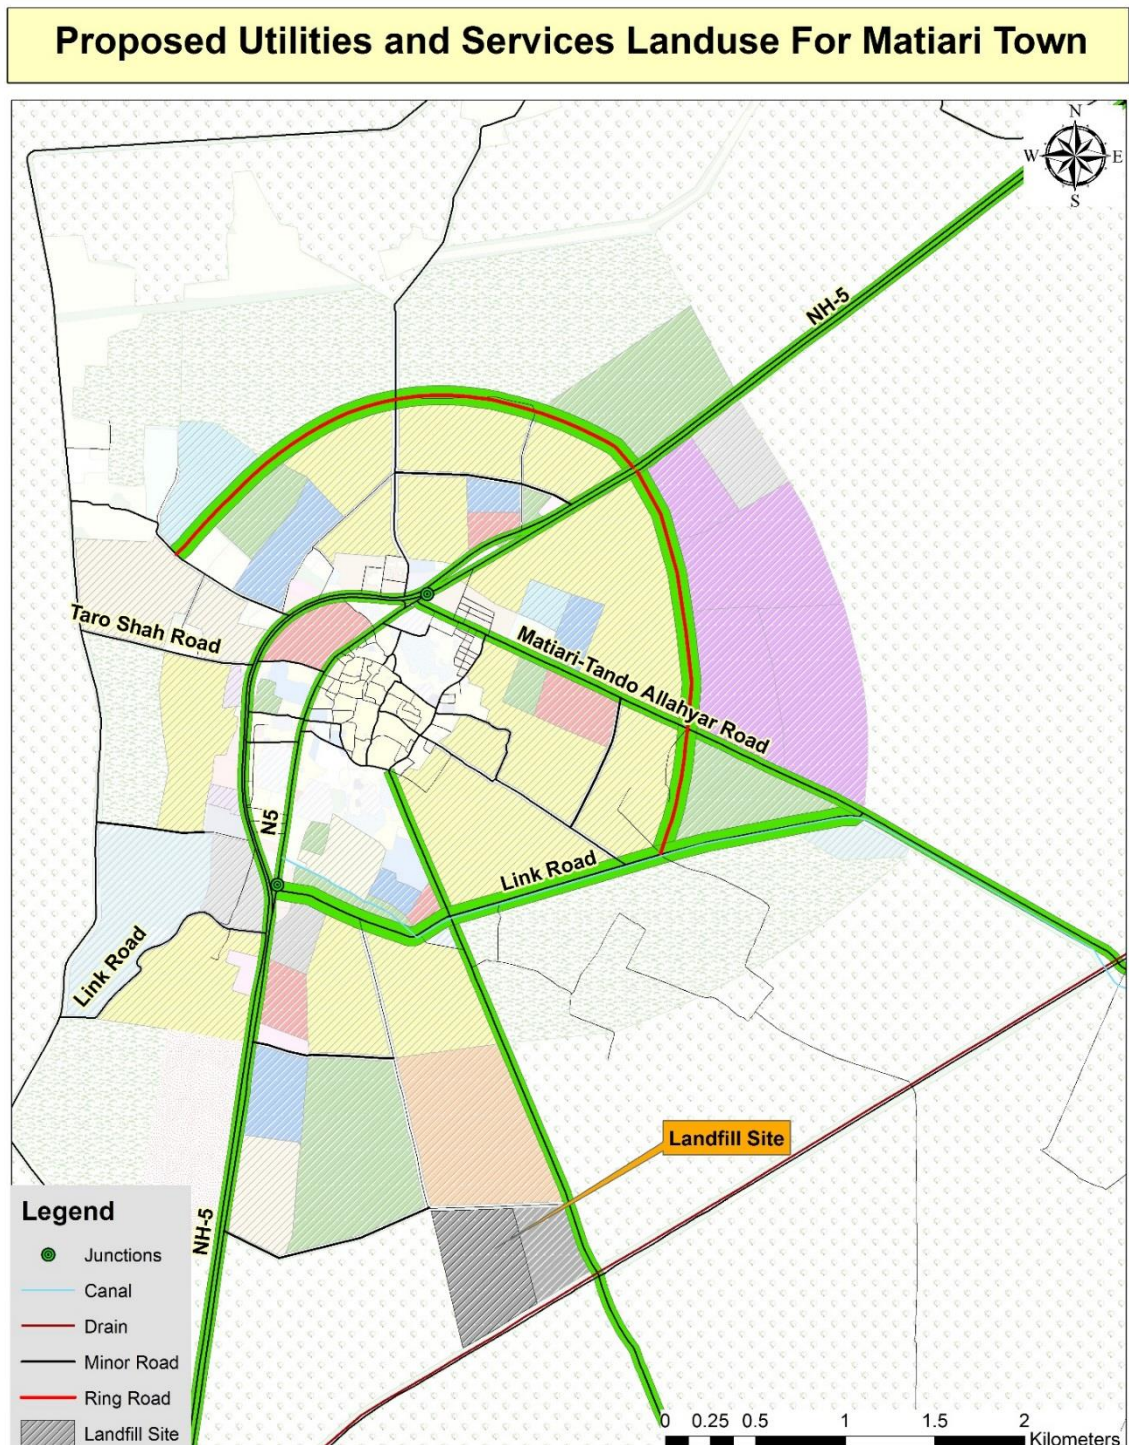 Proposed Utilities and Services Landuse For Matiari Town
N
W
E
S
NH-5
Taro Shah Road
Matiari-Tando Allahyar Road
N5
Link Road
Link Road
Landfill Site
NH-5
Legend
Junctions
Canal
Drain
Minor Road
Ring Road
Landfill Site
0 0.25 0.5 1 1.5 2
Kilometers